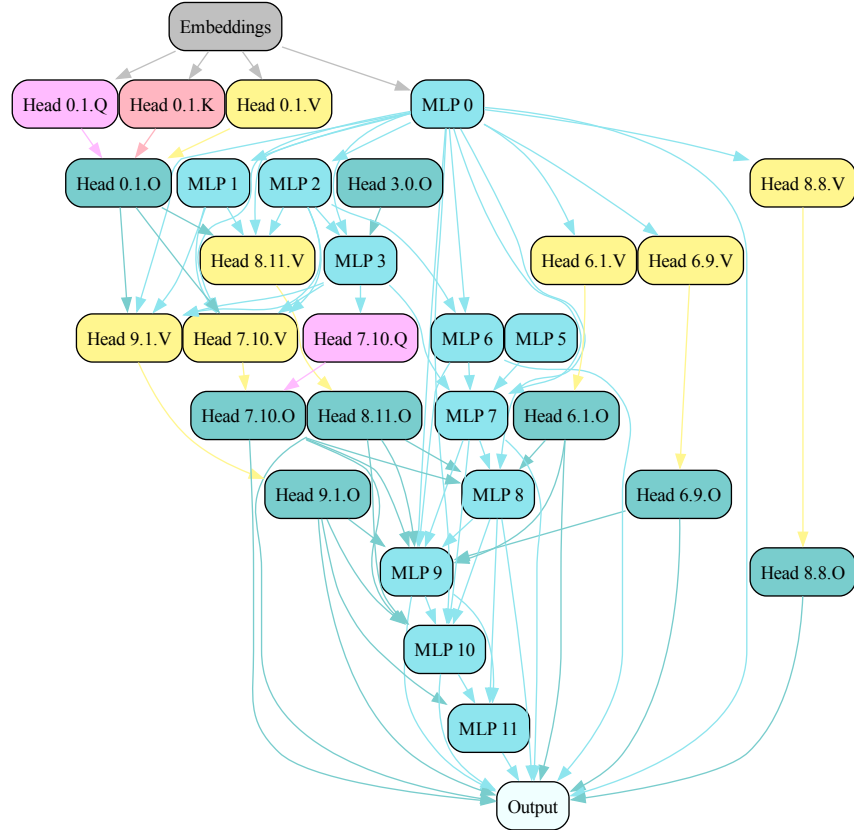 Embeddings
Head 0.1.Q
Head 0.1.K
Head 0.1.V
MLP 0
Head 0.1.O
MLP 1
MLP 2
Head 3.0.O
Head 8.8.V
Head 8.11.V
MLP 3
Head 6.1.V
Head 6.9.V
Head 9.1.V
Head 7.10.V
Head 7.10.Q
MLP 6
MLP 5
Head 7.10.O
Head 8.11.O
MLP 7
Head 6.1.O
Head 9.1.O
MLP 8
Head 6.9.O
MLP 9
Head 8.8.O
MLP 10
MLP 11
Output